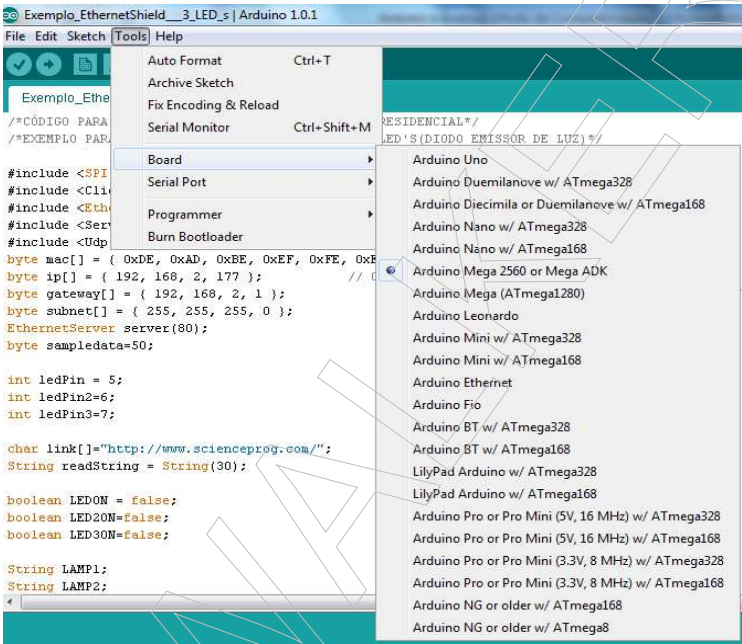 Exemplo_EthernetShield__3_LED_s | Arduino 1.0.1
File Edit Sketch Tools Help
Auto Format Ctrl+T
Archive Sketch
Fix Encoding & Reload
Serial Monitor Ctrl+Shift+M
Board
Serial Port
Programmer
Burn Bootloader
Arduino Uno
Arduino Duemilanove w/ ATmega328
Arduino Diecimila or Duemilanove w/ ATmega168
Arduino Nano w/ ATmega328
Arduino Nano w/ ATmega168
Arduino Mega 2560 or Mega ADK
Arduino Mega (ATmega1280)
Arduino Leonardo
Arduino Mini w/ ATmega328
Arduino Mini w/ ATmega168
Arduino Ethernet
Arduino Fio
Arduino BT w/ ATmega328
Arduino BT w/ ATmega168
LilyPad Arduino w/ ATmega328
LilyPad Arduino w/ ATmega168
Arduino Pro or Pro Mini (5V, 16 MHz) w/ ATmega328
Arduino Pro or Pro Mini (5V, 16 MHz) w/ ATmega168
Arduino Pro or Pro Mini (3.3V, 8 MHz) w/ ATmega328
Arduino Pro or Pro Mini (3.3V, 8 MHz) w/ ATmega168
Arduino NG or older w/ ATmega168
Arduino NG or older w/ ATmega8
Exemplo_Ethe
/*CÓDIGO PARA RESIDENCIAL*/
/*EXEMPLO PAR LED'S(DIODO EMISSOR DE LUZ)*/
#include <SPI
#include <Cli
#include <Eth
#include <Ser
#include <Udp
byte mac[] = { 0xDE, 0xAD, 0xBE, 0xEF, 0xFE, 0xE
byte ip[] = { 192, 168, 2, 177 }; //
byte gateway[] = { 192, 168, 2, 1 };
byte subnet[] = { 255, 255, 255, 0 };
EthernetServer server(80);
byte sampledata=50;
int ledPin = 5;
int ledPin2=6;
int ledPin3=7;
char link[]="http://www.scienceprog.com/";
String readString = String(30);
boolean LEDON = false;
boolean LED2ON=false;
boolean LED3ON=false;
String LAMP1;
String LAMP2;